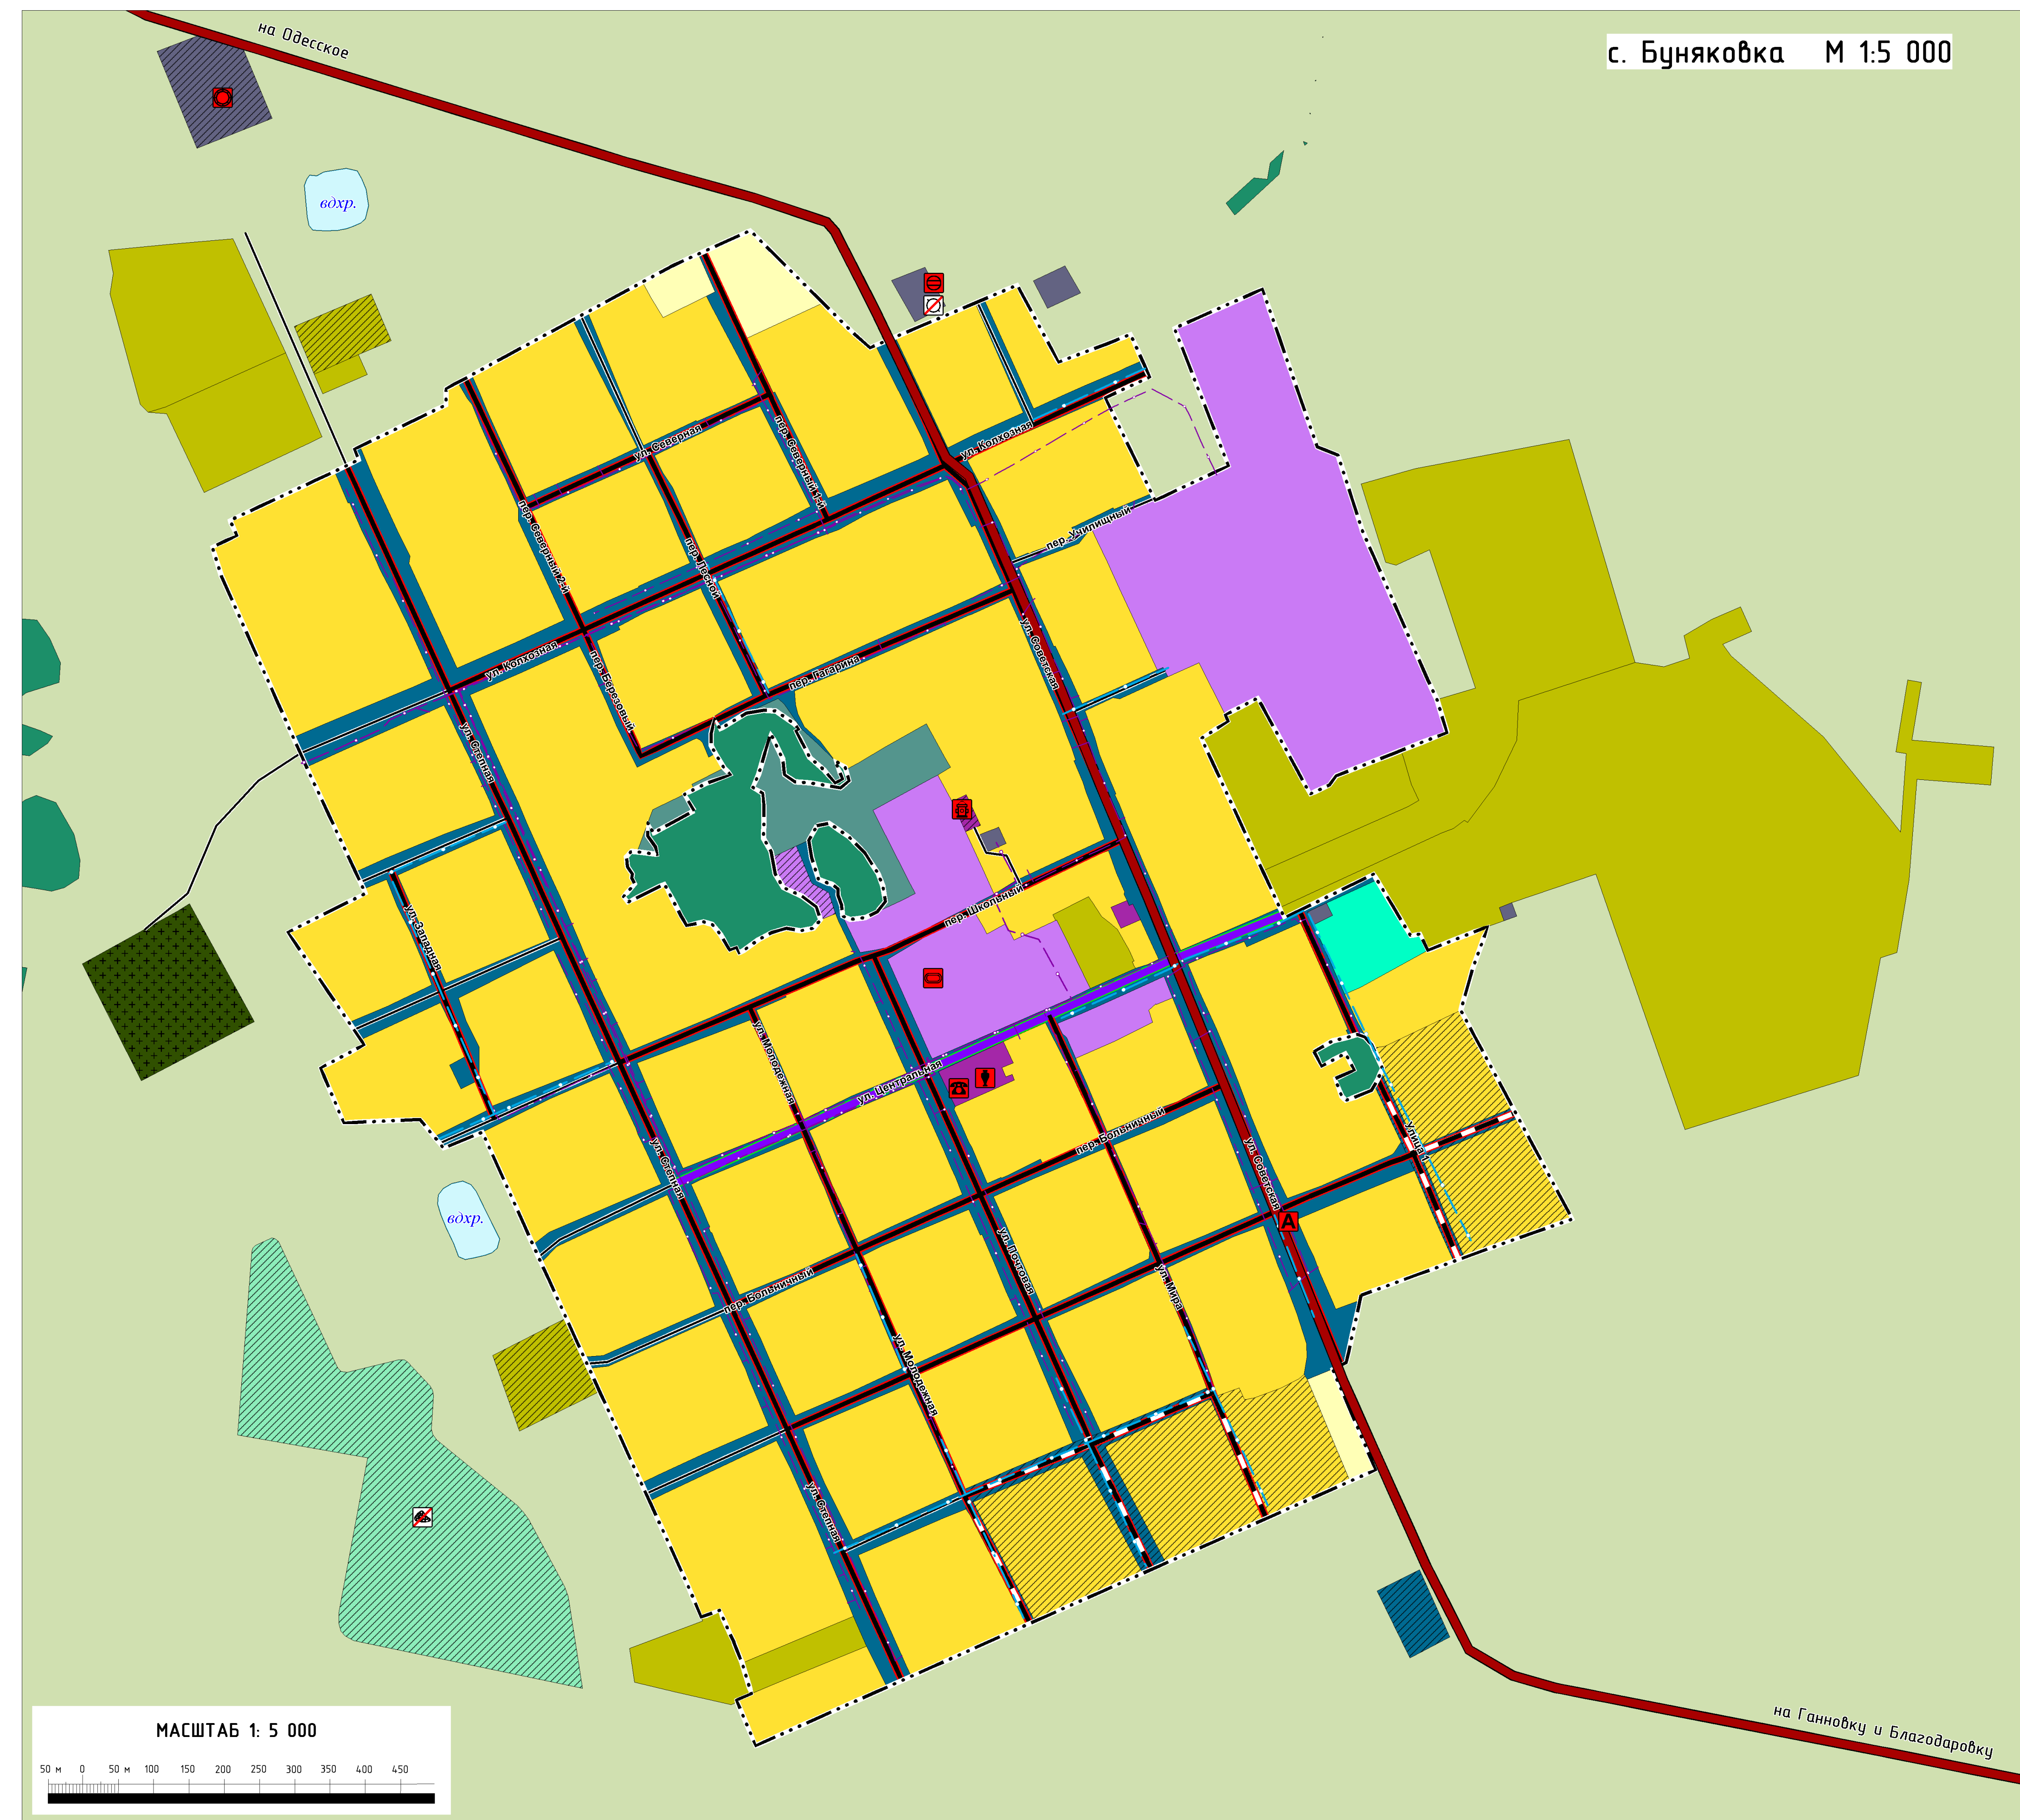 на Одесское
с. Буняковка М 1:5 000
вдхр.
ул. Северная
пер. Северный 1-й
ул. Колхозная
пер. Северный 2-й
пер. Лесной
пер. Училищный
ул. Советская
ул. Колхозная
пер. Березовый
пер. Гагарина
ул. Степная
ул. Западная
пер. Школьный
ул. Молодежная
ул. Центральная
ул. Степная
пер. Больничный
ул. Советская
Улица 1
A
вдхр.
пер. Больничный
ул. Почтовая
ул. Мира
ул. Молодежная
ул. Степная
на Ганновку и Благодаровку
МАСШТАБ 1: 5 000
50 м 0 50 м 100 150 200 250 300 350 400 450